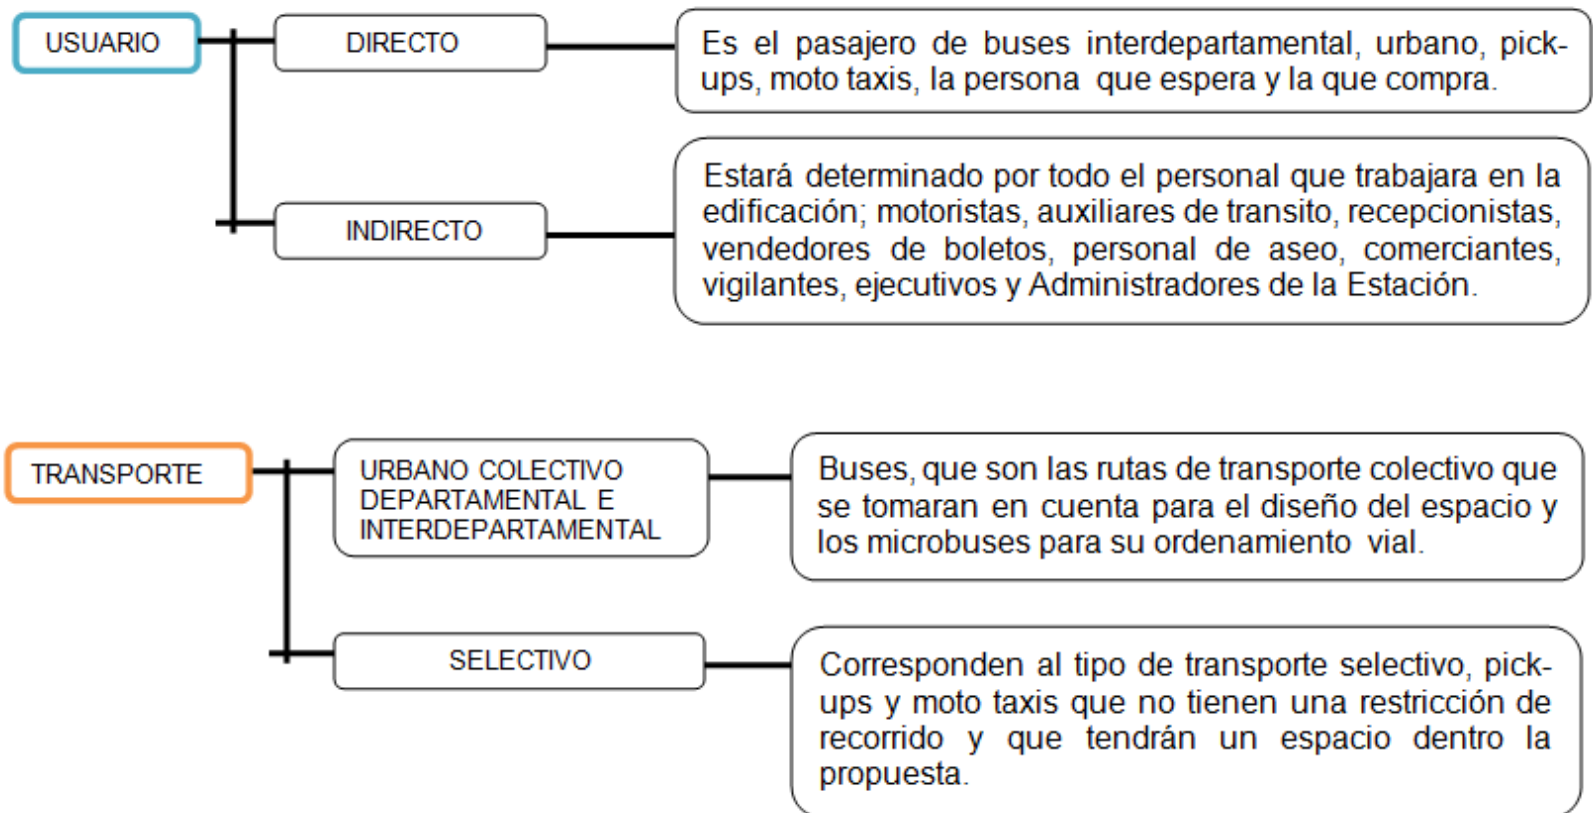 USUARIO
DIRECTO
Es el pasajero de buses interdepartamental, urbano, pick-
ups, moto taxis, la persona que espera y la que compra.
INDIRECTO
Estará determinado por todo el personal que trabajara en la
edificación; motoristas, auxiliares de transito, recepcionistas,
vendedores de boletos, personal de aseo, comerciantes,
vigilantes, ejecutivos y Administradores de la Estación.
TRANSPORTE
URBANO COLECTIVO
DEPARTAMENTAL E
INTERDEPARTAMENTAL
Buses, que son las rutas de transporte colectivo que
se tomaran en cuenta para el diseño del espacio y
los microbuses para su ordenamiento vial.
SELECTIVO
Corresponden al tipo de transporte selectivo, pick-
ups y moto taxis que no tienen una restricción de
recorrido y que tendrán un espacio dentro la
propuesta.